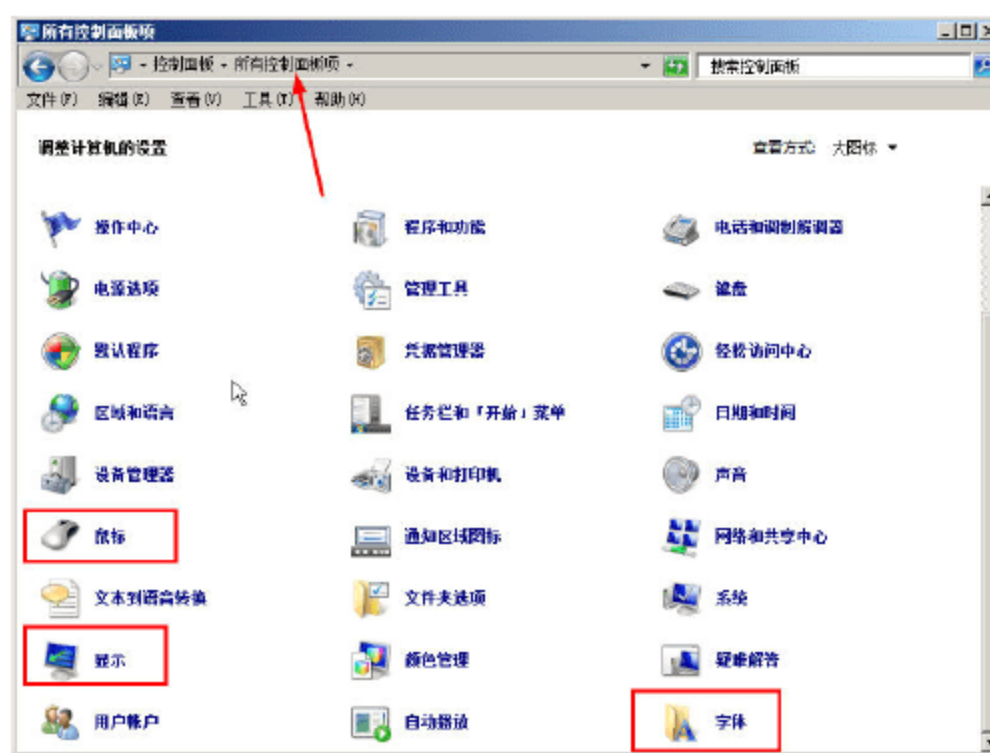 所有控制面板项
控制面板 所有控制面板项 搜索控制面板
文件(F) 编辑(E) 查看(V) 工具(T) 帮助(H)
调整计算机的设置 查看方式: 大图标
操作中心 程序和功能 电话和调制解调器
电源选项 管理工具 键盘
默认程序 凭据管理器 轻松访问中心
区域和语言 任务栏和「开始」菜单 日期和时间
设备管理器 设备和打印机 声音
鼠标 通知区域图标 网络和共享中心
文本到语音转换 文件夹选项 系统
显示 颜色管理 疑难解答
用户帐户 自动播放 字体